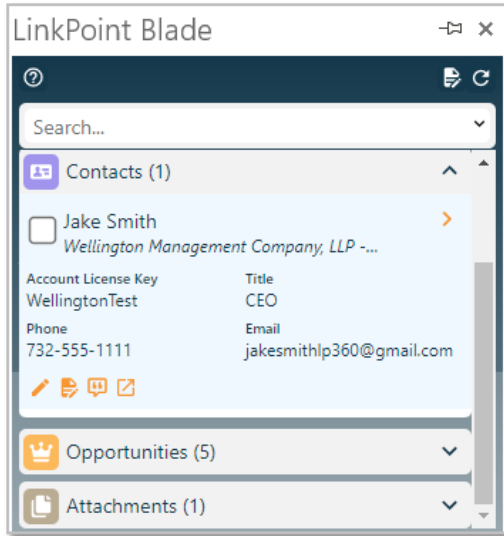 LinkPoint Blade
Search...
Contacts (1)
Jake Smith
Wellington Management Company, LLP -...
Account License Key Title
WellingtonTest CEO
Phone Email
732-555-1111 jakesmithlp360@gmail.com
Opportunities (5)
Attachments (1)